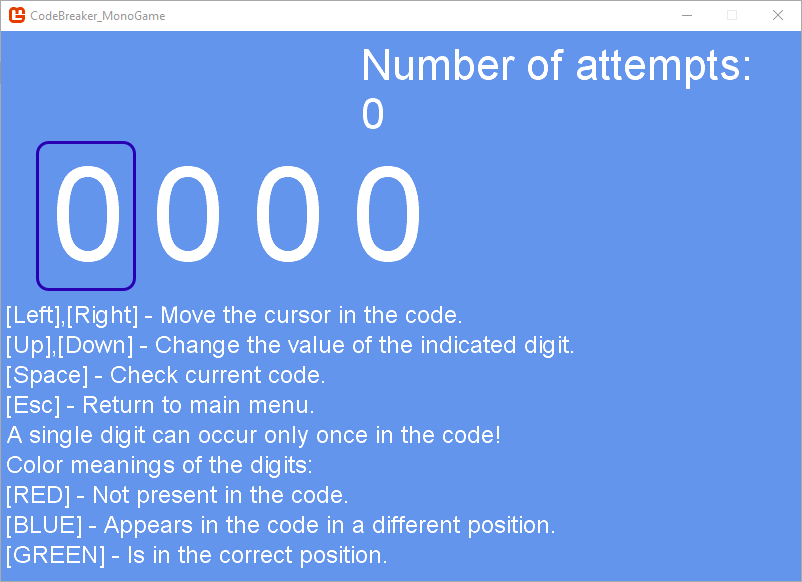 CodeBreaker_MonoGame
Number of attempts:
0
0 0 0 0
[Left],[Right] - Move the cursor in the code.
[Up],[Down] - Change the value of the indicated digit.
[Space] - Check current code.
[Esc] - Return to main menu.
A single digit can occur only once in the code!
Color meanings of the digits:
[RED] - Not present in the code.
[BLUE] - Appears in the code in a different position.
[GREEN] - Is in the correct position.